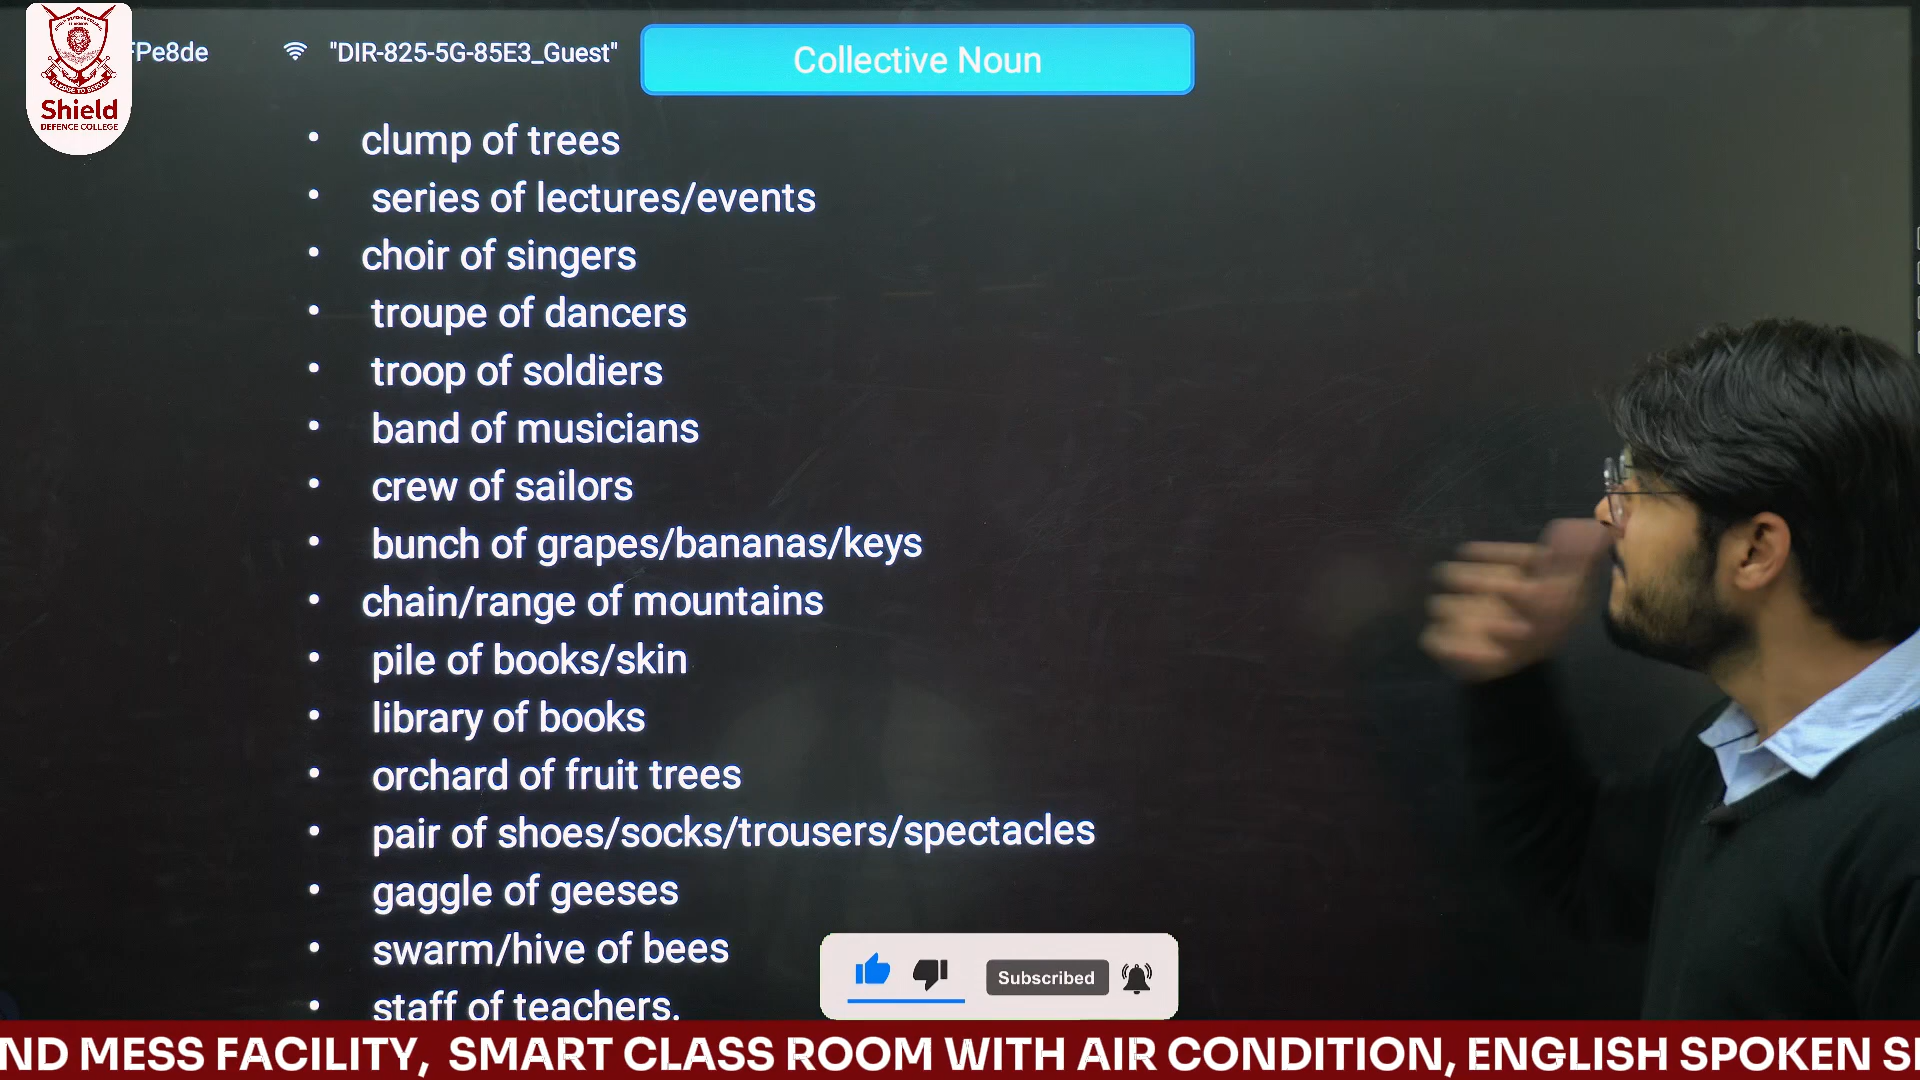 FPe8de
"DIR-825-5G-85E3_Guest"
Collective Noun
Shield
DEFENCE COLLEGE
• clump of trees
• series of lectures/events
• choir of singers
• troupe of dancers
• troop of soldiers
• band of musicians
• crew of sailors
• bunch of grapes/bananas/keys
• chain/range of mountains
• pile of books/skin
• library of books
• orchard of fruit trees
• pair of shoes/socks/trousers/spectacles
• gaggle of geeses
• swarm/hive of bees
• staff of teachers.
Subscribed
ND MESS FACILITY, SMART CLASS ROOM WITH AIR CONDITION, ENGLISH SPOKEN